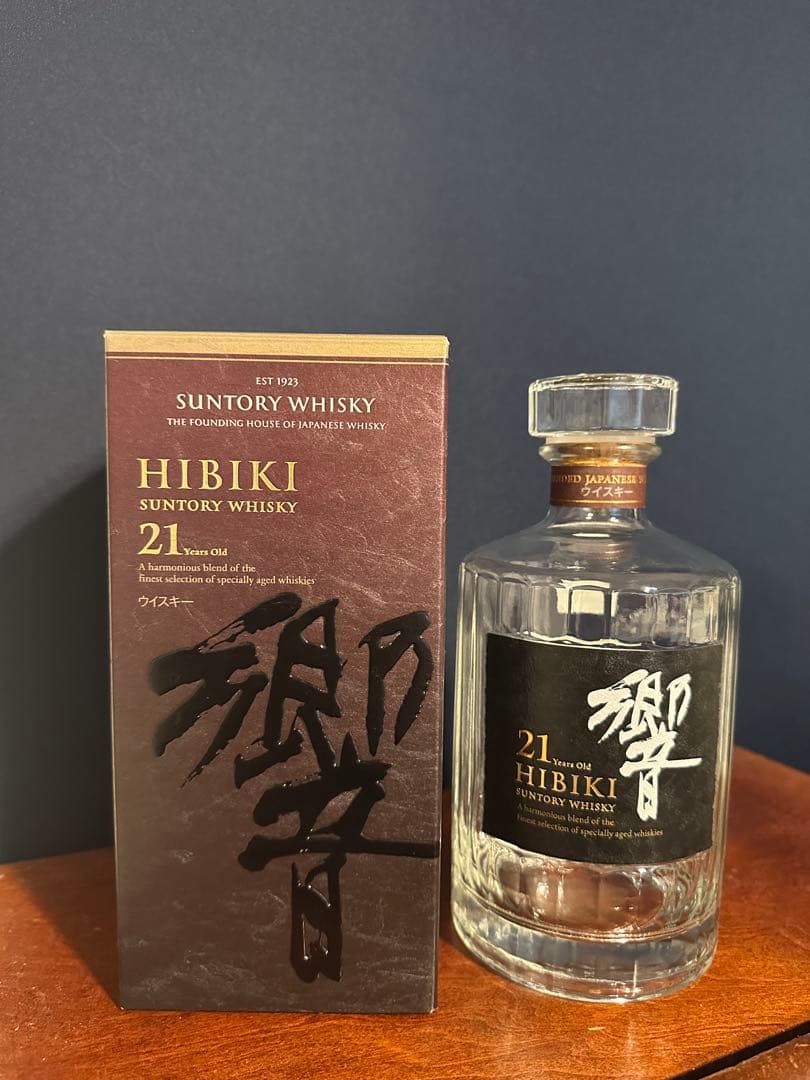 EST 1923
SUNTORY WHISKY
THE FOUNDING HOUSE OF JAPANESE WHISKY
HIBIKI
SUNTORY WHISKY
21 Years Old
A harmonious blend of the
finest selection of specially aged whiskies
ウイスキー
響
JAPANESE
ウイスキー
響
21 Years Old
HIBIKI
SUNTORY WHISKY
A harmonious blend of the
finest selection of specially aged whiskies